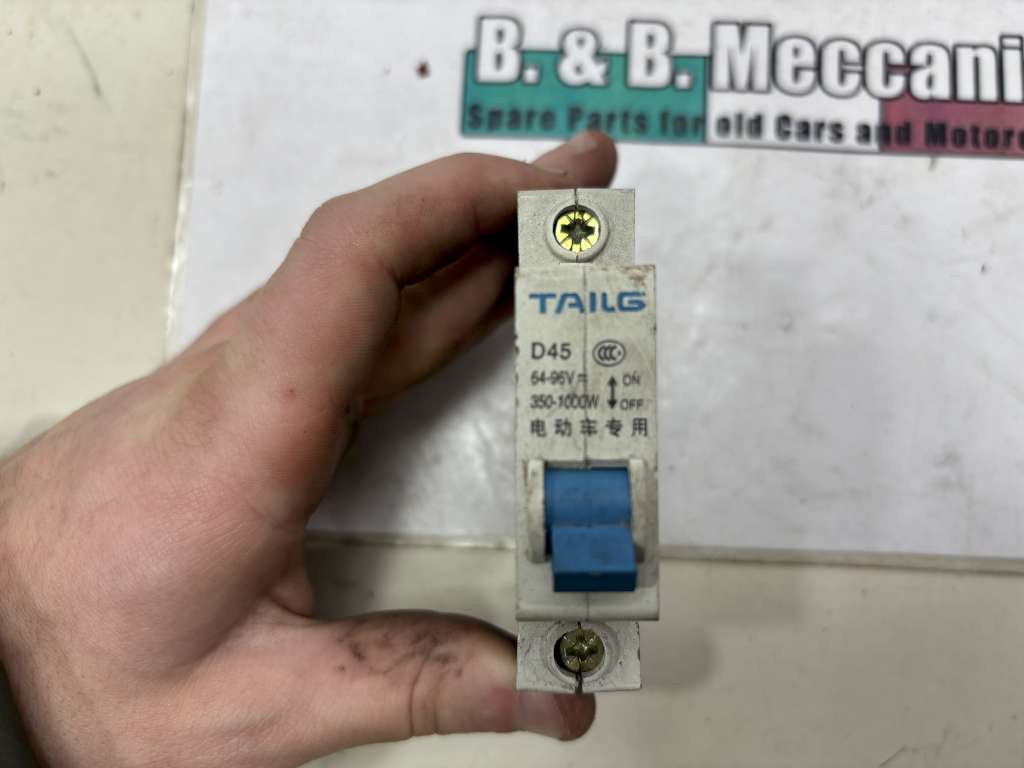 B. & B. Meccani
Spare Parts for old Cars and Motor
TAILG
D45 CCC
64-96V⎓ ON
350-1000W OFF
电动车专用